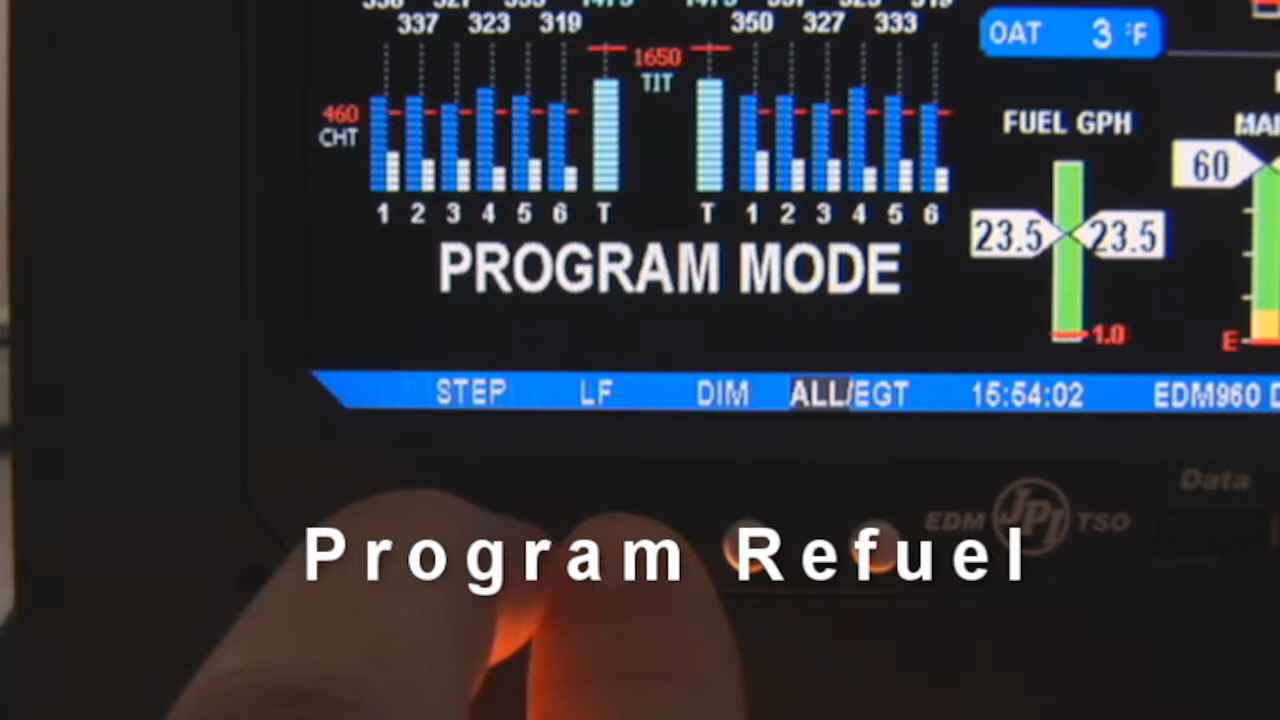 337 323 319 350 327 333
OAT 3 °F
1650
TIT
460
CHT
FUEL GPH
60
1 2 3 4 5 6 T T 1 2 3 4 5 6
23.5 23.5
PROGRAM MODE
1.0
E
STEP LF DIM ALL/EGT 15:54:02 EDM960
Data
EDM JPI TSO
Program Refuel